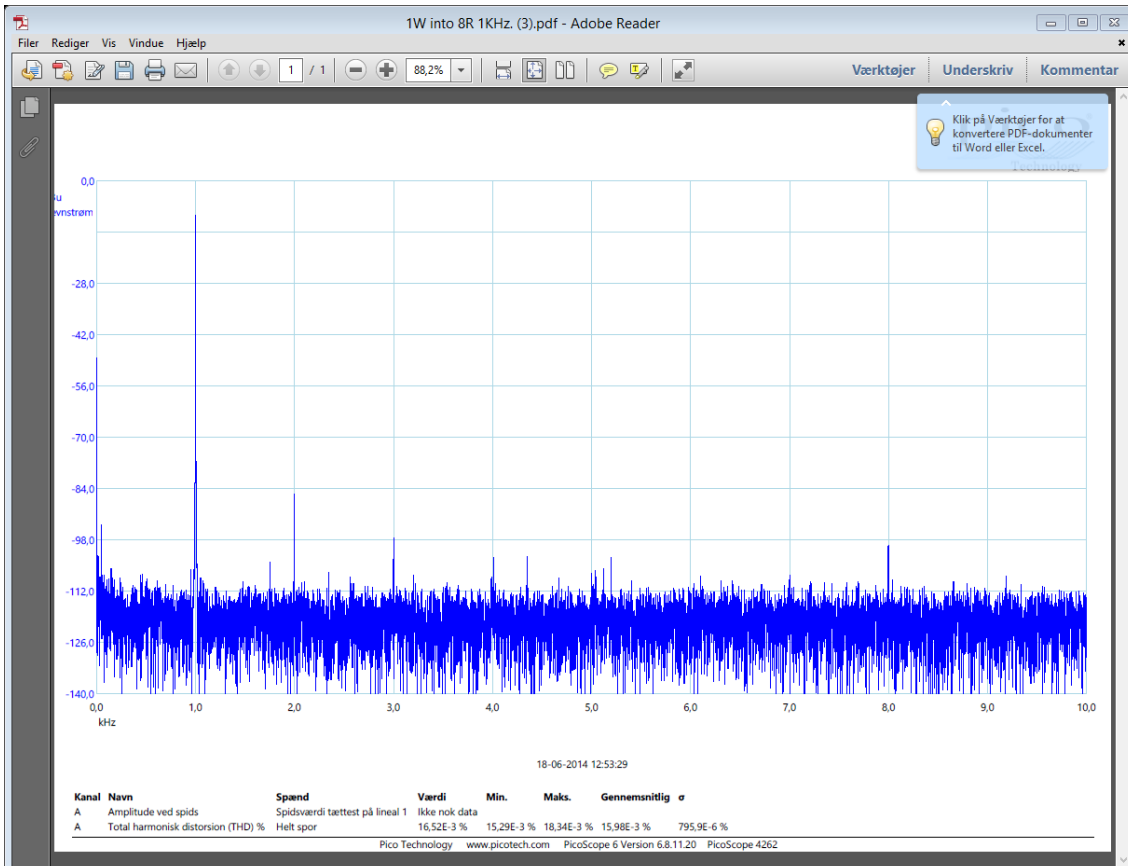 1W into 8R 1KHz. (3).pdf - Adobe Reader
Filer Rediger Vis Vindue Hjælp
1 / 1 88,2% Værktøjer Underskriv Kommentar
Klik på Værktøjer for at
konvertere PDF-dokumenter
til Word eller Excel.
Technology
0,0
-28,0
-42,0
-56,0
-70,0
-84,0
-98,0
-112,0
-126,0
-140,0
0,0 1,0 2,0 3,0 4,0 5,0 6,0 7,0 8,0 9,0 10,0
kHz
18-06-2014 12:53:29
Kanal Navn Spænd Værdi Min. Maks. Gennemsnitlig σ
A Amplitude ved spids Spidsværdi tættest på lineal 1 Ikke nok data
A Total harmonisk distorsion (THD) % Helt spor 16,52E-3 % 15,29E-3 % 18,34E-3 % 15,98E-3 % 795,9E-6 %
Pico Technology www.picotech.com PicoScope 6 Version 6.8.11.20 PicoScope 4262